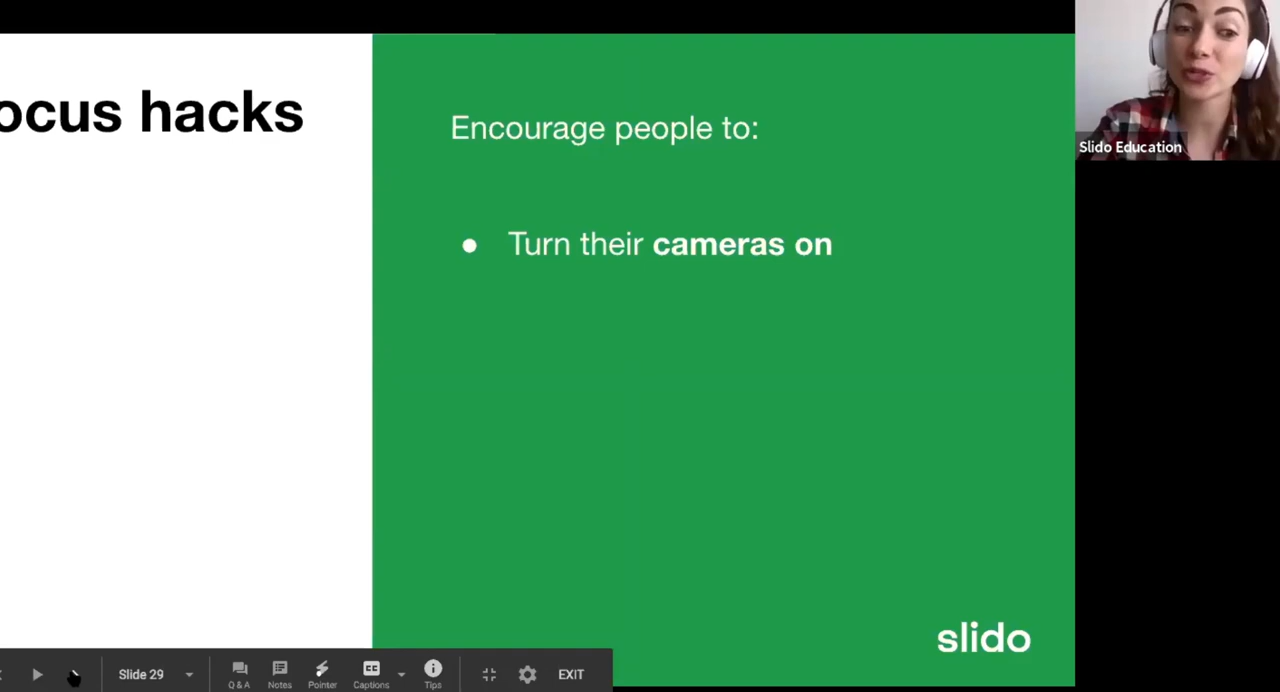 ocus hacks
Encourage people to:
● Turn their cameras on
Slido Education
slido
Slide 29
Q & A
Notes
Pointer
CC
Captions
Tips
EXIT